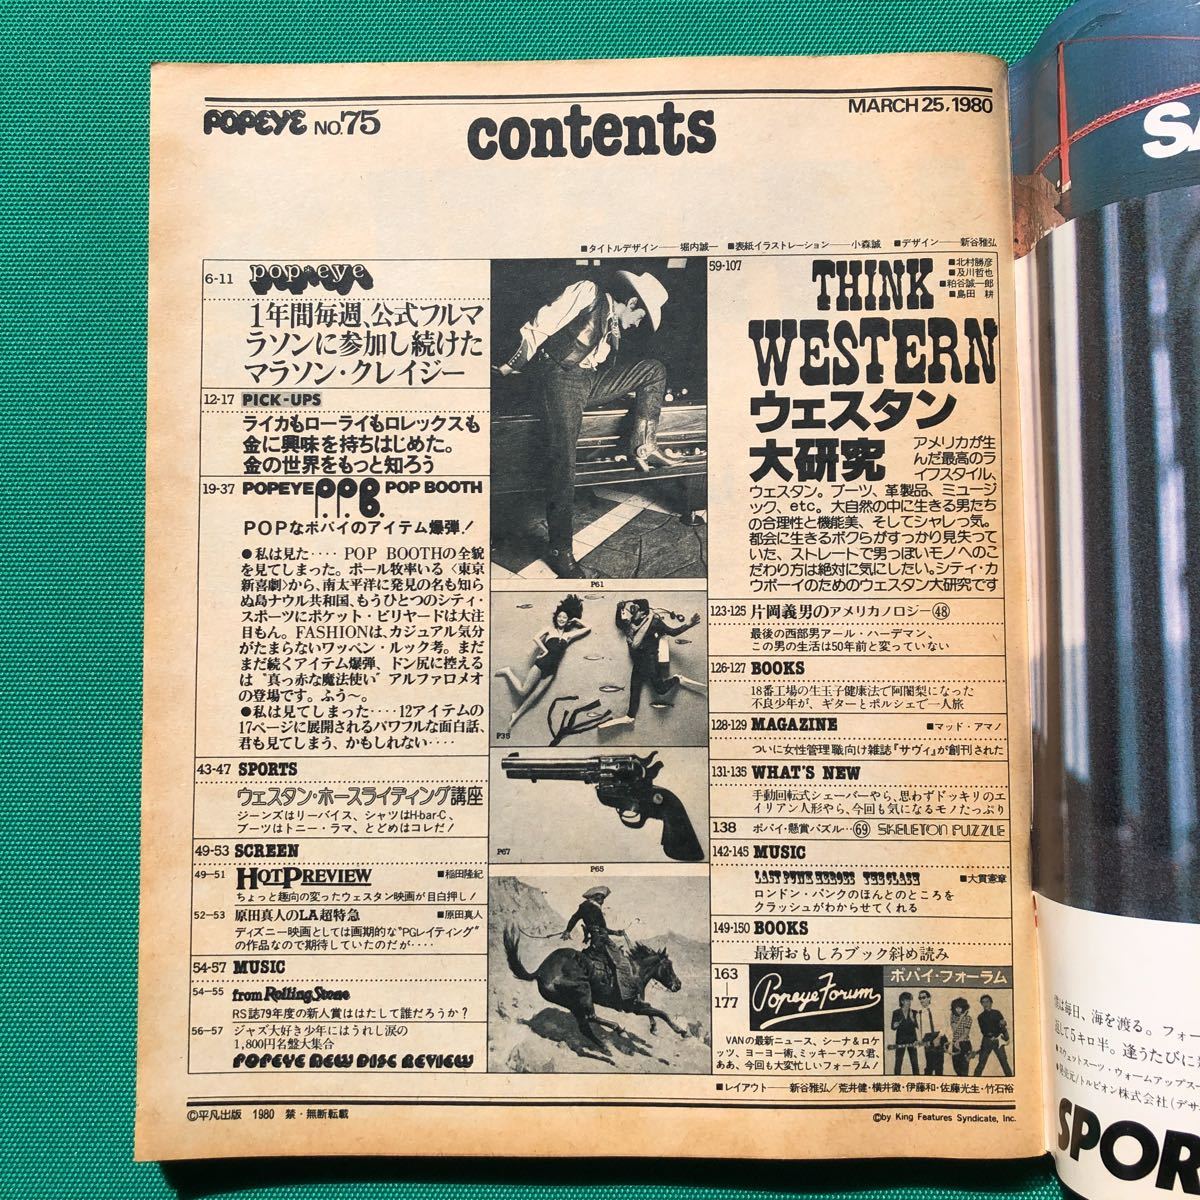 POPEYE NO.75
contents
MARCH 25, 1980
■タイトルデザイン――堀内誠一 ■表紙イラストレーション――小森誠 ■デザイン――新谷雅弘
6-11 pop・eye
1年間毎週、公式フルマ
ラソンに参加し続けた
マラソン・クレイジー
12-17 PICK-UPS
ライカもローライもロレックスも
金に興味を持ちはじめた。
金の世界をもっと知ろう
19-37 POPEYE P.O.P. POP BOOTH
POPなポパイのアイテム爆弾!
●私は見た‥‥POP BOOTHの全貌
を見てしまった。ポール牧率いる〈東京
新喜劇〉から、南太平洋に発見の名も知ら
ぬ島ナウル共和国、もうひとつのシティ・
スポーツにポケット・ビリヤードは大注
目もん。FASHIONは、カジュアル気分
がたまらないワッペン・ルック考。まだ
まだ続くアイテム爆弾、ドン尻に控える
は“真っ赤な魔法使い”アルファロメオ
の登場です。ふう〜。
●私は見てしまった‥‥12アイテムの
17ページに展開されるパワフルな面白話、
君も見てしまう、かもしれない‥‥
43-47 SPORTS
ウェスタン・ホースライディング講座
ジーンズはリーバイス、シャツはH-bar-C、
ブーツはトニー・ラマ、とどめはコレだ!
49-53 SCREEN
49—51 HOT PREVIEW ■稲田隆紀
ちょっと趣向の変ったウェスタン映画が目白押し!
52—53 原田真人のLA超特急 ■原田真人
ディズニー映画としては画期的な“PGレイティング”
の作品なので期待していたのだが‥‥
54-57 MUSIC
54—55 from Rolling Stone
RS誌79年度の新人賞ははたして誰だろうか?
56—57 ジャズ大好き少年にはうれし涙の
1,800円名盤大集合
POPEYE NEW DISC REVIEW
P61
P35
P67
P65
59-107 THINK
WESTERN
■北村勝彦
■及川哲也
■粕谷誠一郎
■島田 耕
ウェスタン
大研究
アメリカが生
んだ最高のラ
イフスタイル、
ウェスタン。ブーツ、革製品、ミュージ
ック、etc。大自然の中に生きる男たち
の合理性と機能美、そしてシャレっ気。
都会に生きるボクらがすっかり見失って
いた、ストレートで男っぽいモノへのこ
だわり方は絶対に気にしたい。シティ・カ
ウボーイのためのウェスタン大研究です
123-125 片岡義男のアメリカノロジー㊽
最後の西部男アール・ハーデマン、
この男の生活は50年前と変っていない
126-127 BOOKS
18番工場の生玉子健康法で阿闍梨になった
不良少年が、ギターとポルシェで一人旅
128-129 MAGAZINE ■マッド・アマノ
ついに女性管理職向け雑誌『サヴィ』が創刊された
131-135 WHAT'S NEW
手動回転式シェーバーやら、思わずドッキリのエ
イリアン人形やら、今回も気になるモノたっぷり
138 ポパイ・懸賞パズル‥(69) SKELETON PUZZLE
142-145 MUSIC
LAST PUNK HEROES THE CLASH ■大貫憲章
ロンドン・パンクのほんとのところを
クラッシュがわからせてくれる
149-150 BOOKS
最新おもしろブック斜め読み
163
|
177
Popeye Forum
ポパイ・フォーラム
VANの最新ニュース、シーナ&ロケ
ッツ、ヨーヨー術、ミッキーマウス君、
ああ、今回も大変忙しいフォーラム!
■レイアウト――新谷雅弘/荒井健・横井徹・伊藤和・佐藤光生・竹石裕
©平凡出版 1980 禁・無断転載
©by King Features Syndicate, Inc.
は毎日、海を渡る。フォー
して5キロ半。逢うたびに
SPOR